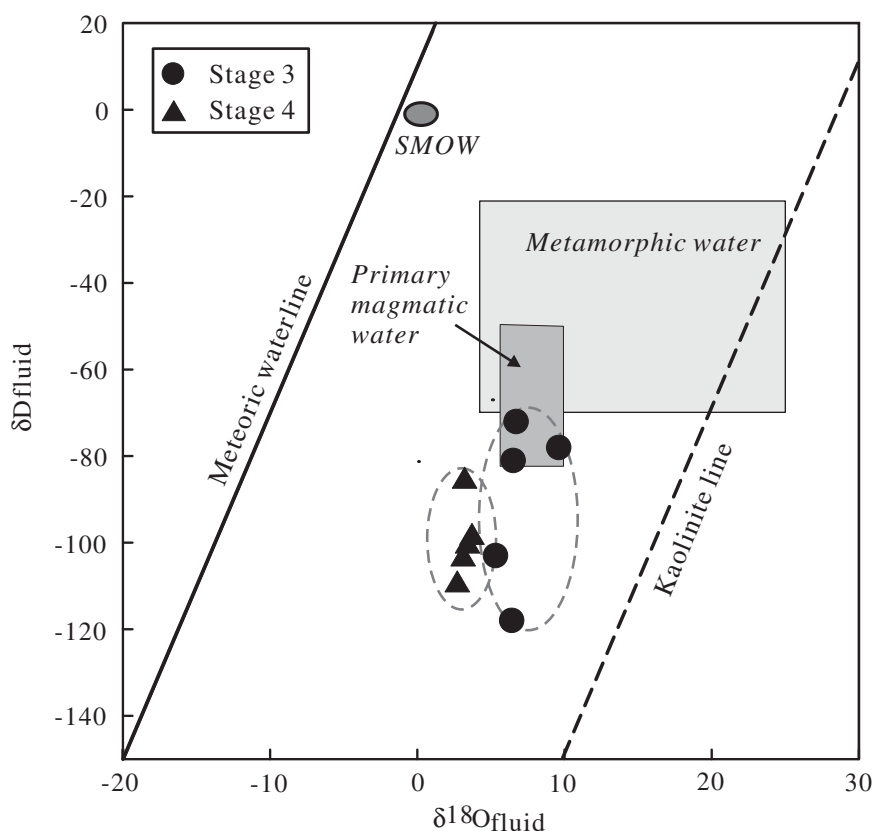 20
0
-20
-40
-60
-80
-100
-120
-140
-20
-10
0
10
20
30
δDfluid
δ18Ofluid
Stage 3
Stage 4
SMOW
Metamorphic water
Primary
magmatic
water
Meteoric waterline
Kaolinite line